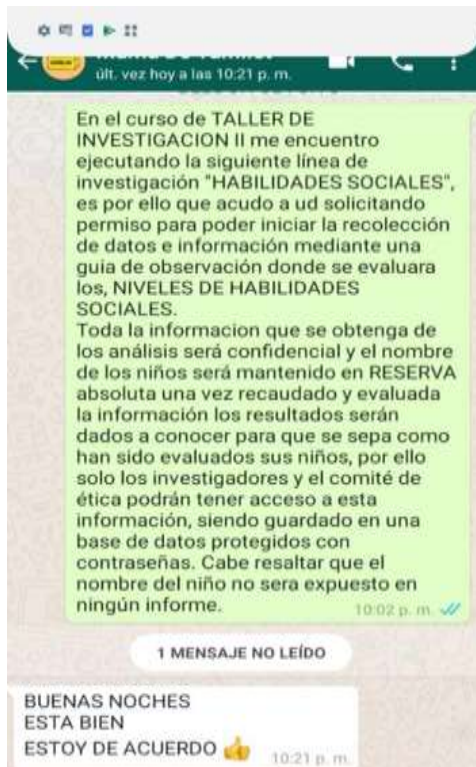 últ. vez hoy a las 10:21 p. m.
En el curso de TALLER DE
INVESTIGACION II me encuentro
ejecutando la siguiente línea de
investigación "HABILIDADES SOCIALES",
es por ello que acudo a ud solicitando
permiso para poder iniciar la recolección
de datos e información mediante una
guia de observación donde se evaluara
los, NIVELES DE HABILIDADES
SOCIALES.
Toda la informacion que se obtenga de
los análisis será confidencial y el nombre
de los niños será mantenido en RESERVA
absoluta una vez recaudado y evaluada
la información los resultados serán
dados a conocer para que se sepa como
han sido evaluados sus niños, por ello
solo los investigadores y el comité de
ética podrán tener acceso a esta
información, siendo guardado en una
base de datos protegidos con
contraseñas. Cabe resaltar que el
nombre del niño no sera expuesto en
ningún informe.
10:02 p. m.
1 MENSAJE NO LEÍDO
BUENAS NOCHES
ESTA BIEN
ESTOY DE ACUERDO 👍
10:21 p. m.